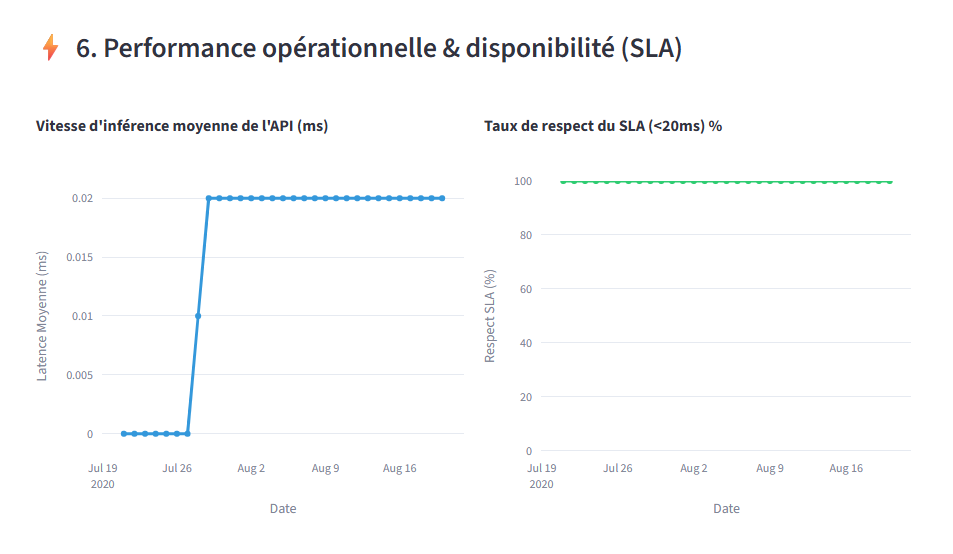 6. Performance opérationnelle & disponibilité (SLA)
Vitesse d'inférence moyenne de l'API (ms)
Latence Moyenne (ms)
0.02
0.015
0.01
0.005
0
Jul 19
2020
Jul 26
Aug 2
Aug 9
Aug 16
Date
Taux de respect du SLA (<20ms) %
Respect SLA (%)
100
80
60
40
20
0
Jul 19
2020
Jul 26
Aug 2
Aug 9
Aug 16
Date